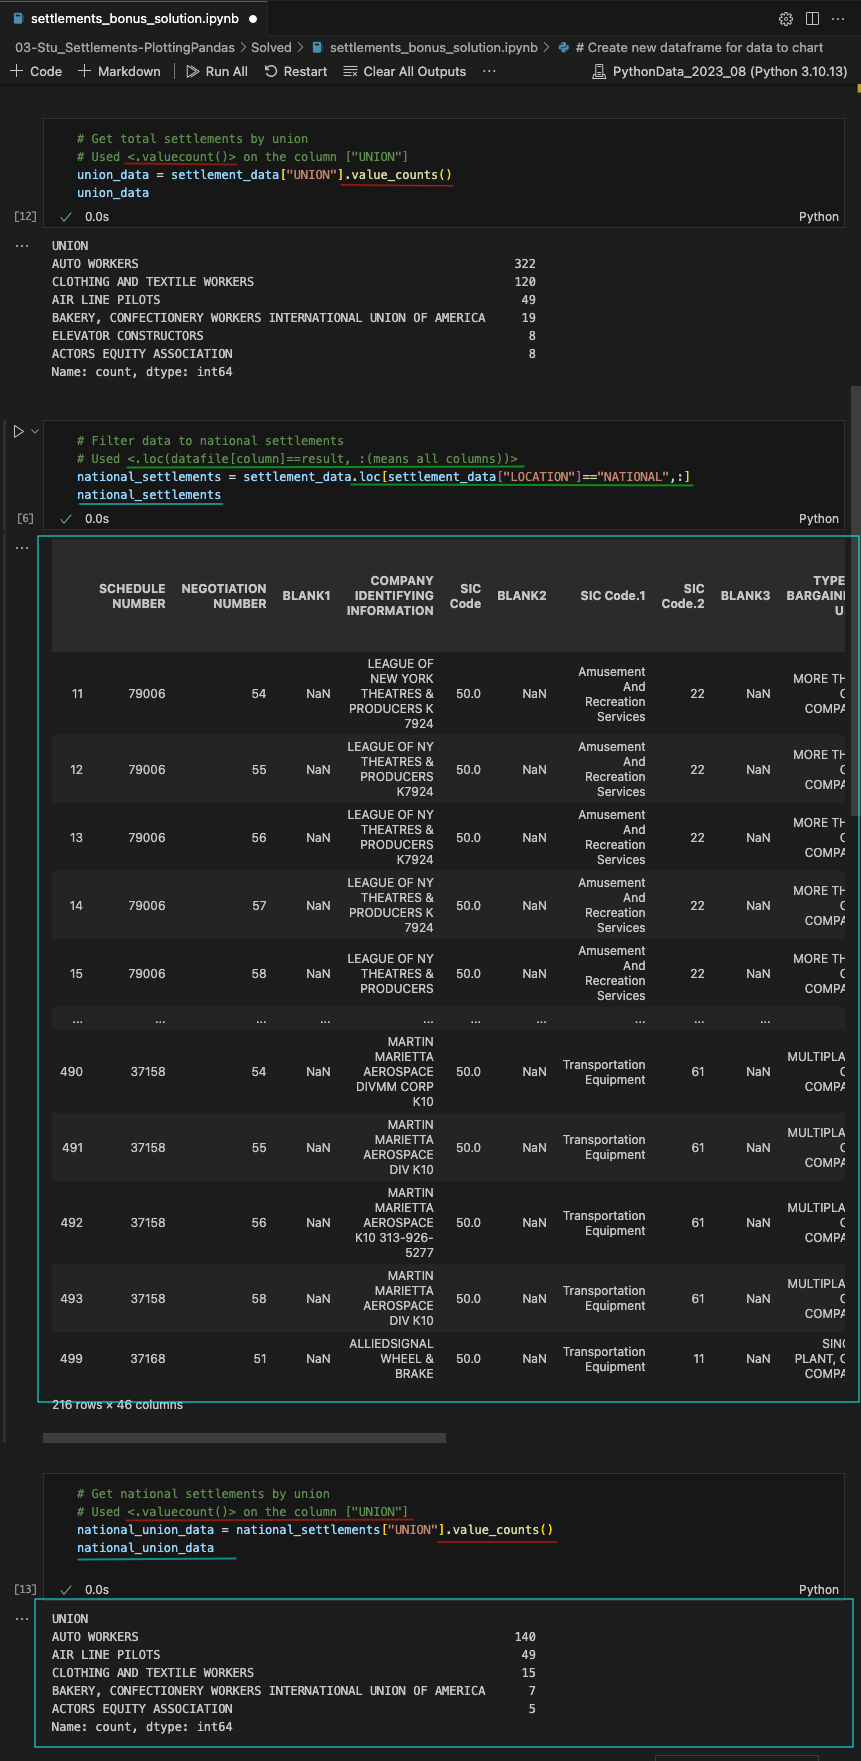 settlements_bonus_solution.ipynb
03-Stu_Settlements-PlottingPandas > Solved > settlements_bonus_solution.ipynb > # Create new dataframe for data to chart
+ Code + Markdown Run All Restart Clear All Outputs ··· PythonData_2023_08 (Python 3.10.13)
# Get total settlements by union
# Used <.valuecount()> on the column ["UNION"]
union_data = settlement_data["UNION"].value_counts()
union_data
[12] ✓ 0.0s Python
UNION
AUTO WORKERS 322
CLOTHING AND TEXTILE WORKERS 120
AIR LINE PILOTS 49
BAKERY, CONFECTIONERY WORKERS INTERNATIONAL UNION OF AMERICA 19
ELEVATOR CONSTRUCTORS 8
ACTORS EQUITY ASSOCIATION 8
Name: count, dtype: int64
# Filter data to national settlements
# Used <.loc(datafile[column]==result, :(means all columns))>
national_settlements = settlement_data.loc[settlement_data["LOCATION"]=="NATIONAL",:]
national_settlements
[6] ✓ 0.0s Python
SCHEDULE NUMBER NEGOTIATION NUMBER BLANK1 COMPANY IDENTIFYING INFORMATION SIC Code BLANK2 SIC Code.1 SIC Code.2 BLANK3 TYPE BARGAINI U
11 79006 54 NaN LEAGUE OF NEW YORK THEATRES & PRODUCERS K 7924 50.0 NaN Amusement And Recreation Services 22 NaN MORE TH C COMPA
12 79006 55 NaN LEAGUE OF NY THEATRES & PRODUCERS K7924 50.0 NaN Amusement And Recreation Services 22 NaN MORE TH C COMPA
13 79006 56 NaN LEAGUE OF NY THEATRES & PRODUCERS K7924 50.0 NaN Amusement And Recreation Services 22 NaN MORE TH C COMPA
14 79006 57 NaN LEAGUE OF NY THEATRES & PRODUCERS K 7924 50.0 NaN Amusement And Recreation Services 22 NaN MORE TH C COMPA
15 79006 58 NaN LEAGUE OF NY THEATRES & PRODUCERS 50.0 NaN Amusement And Recreation Services 22 NaN MORE TH C COMPA
... ... ... ... ... ... ... ... ... ...
490 37158 54 NaN MARTIN MARIETTA AEROSPACE DIVMM CORP K10 50.0 NaN Transportation Equipment 61 NaN MULTIPLA C COMPA
491 37158 55 NaN MARTIN MARIETTA AEROSPACE DIV K10 50.0 NaN Transportation Equipment 61 NaN MULTIPLA C COMPA
492 37158 56 NaN MARTIN MARIETTA AEROSPACE K10 313-926-5277 50.0 NaN Transportation Equipment 61 NaN MULTIPLA C COMPA
493 37158 58 NaN MARTIN MARIETTA AEROSPACE DIV K10 50.0 NaN Transportation Equipment 61 NaN MULTIPLA C COMPA
499 37168 51 NaN ALLIEDSIGNAL WHEEL & BRAKE 50.0 NaN Transportation Equipment 11 NaN SING PLANT, C COMPA
216 rows × 46 columns
# Get national settlements by union
# Used <.valuecount()> on the column ["UNION"]
national_union_data = national_settlements["UNION"].value_counts()
national_union_data
[13] ✓ 0.0s Python
UNION
AUTO WORKERS 140
AIR LINE PILOTS 49
CLOTHING AND TEXTILE WORKERS 15
BAKERY, CONFECTIONERY WORKERS INTERNATIONAL UNION OF AMERICA 7
ACTORS EQUITY ASSOCIATION 5
Name: count, dtype: int64